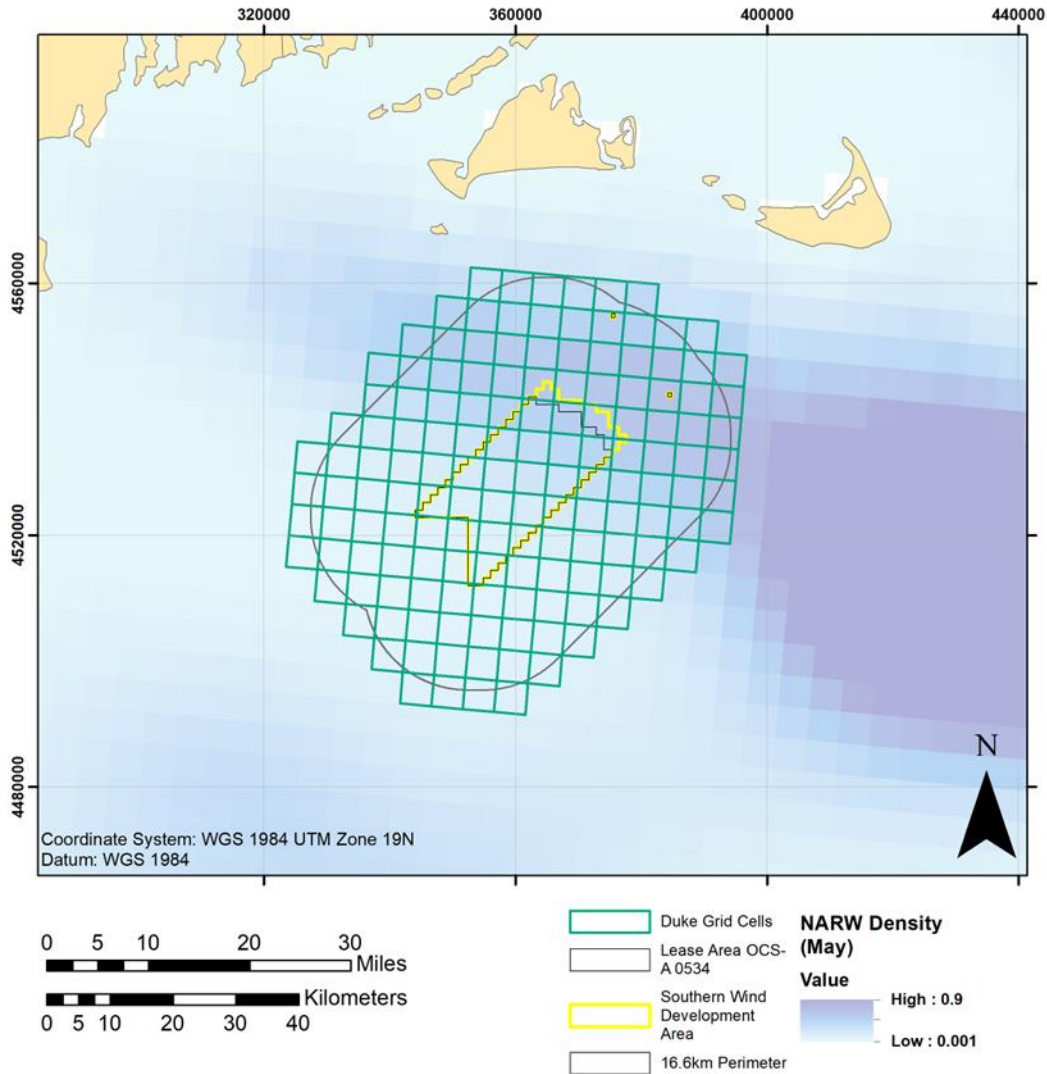 320000 360000 400000 440000
4560000
4520000
4480000
N
Coordinate System: WGS 1984 UTM Zone 19N
Datum: WGS 1984
0 5 10 20 30
Miles
Kilometers
0 5 10 20 30 40
Duke Grid Cells
Lease Area OCS-
A 0534
Southern Wind
Development
Area
16.6km Perimeter
NARW Density
(May)
Value
High : 0.9
Low : 0.001